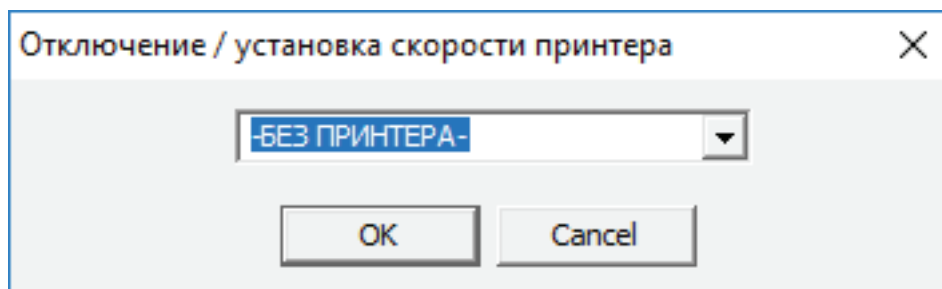 Отключение / установка скорости принтера
-БЕЗ ПРИНТЕРА-
OK
Cancel